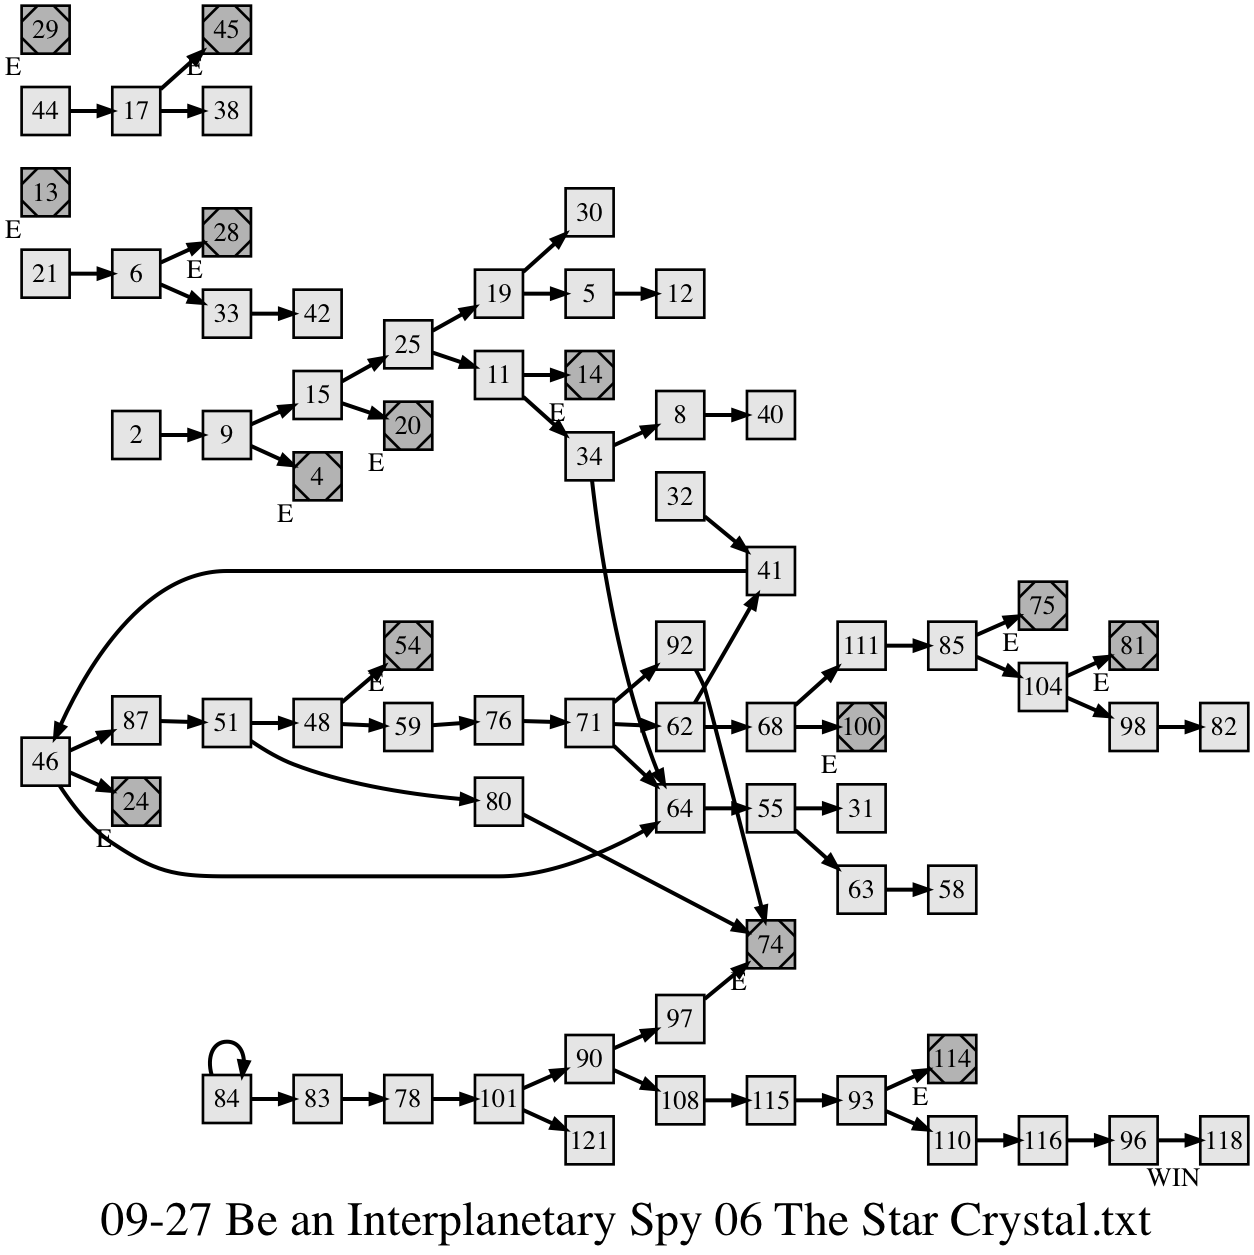 29 45
E E
44 17 38
13
E
30
28
21 6 E
19 5 12
33 42
25
11 14
15 E
8 40
2 9 20
E
34
4
E
32
41
75
54 92 111 85 E 81
E 104 E
87 51 48 59 76 71 62 68 100 98 82
46 E
24 80 64 55 31
E
63 58
74
E
97
90 114
84 83 78 101 108 115 93 E
121 110 116 96 118
WIN
09-27 Be an Interplanetary Spy 06 The Star Crystal.txt